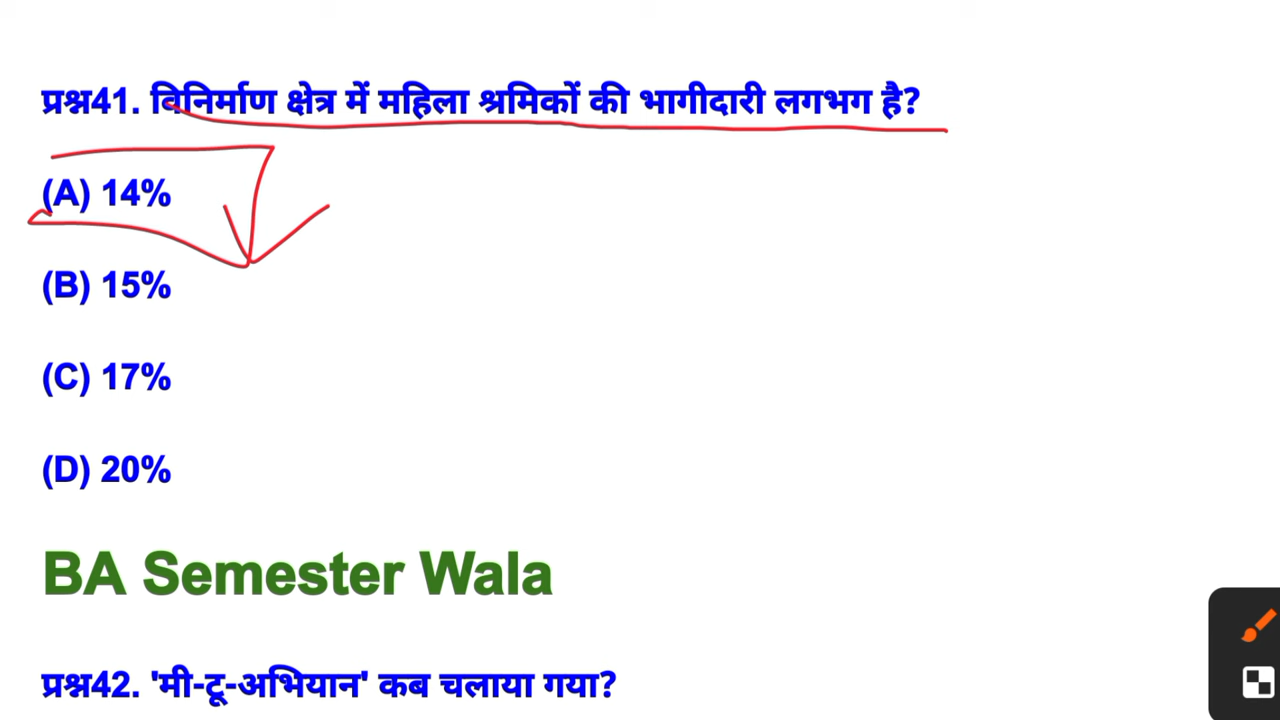 प्रश्न41. विनिर्माण क्षेत्र में महिला श्रमिकों की भागीदारी लगभग है?
(A) 14%
(B) 15%
(C) 17%
(D) 20%
BA Semester Wala
प्रश्न42. 'मी-टू-अभियान' कब चलाया गया?